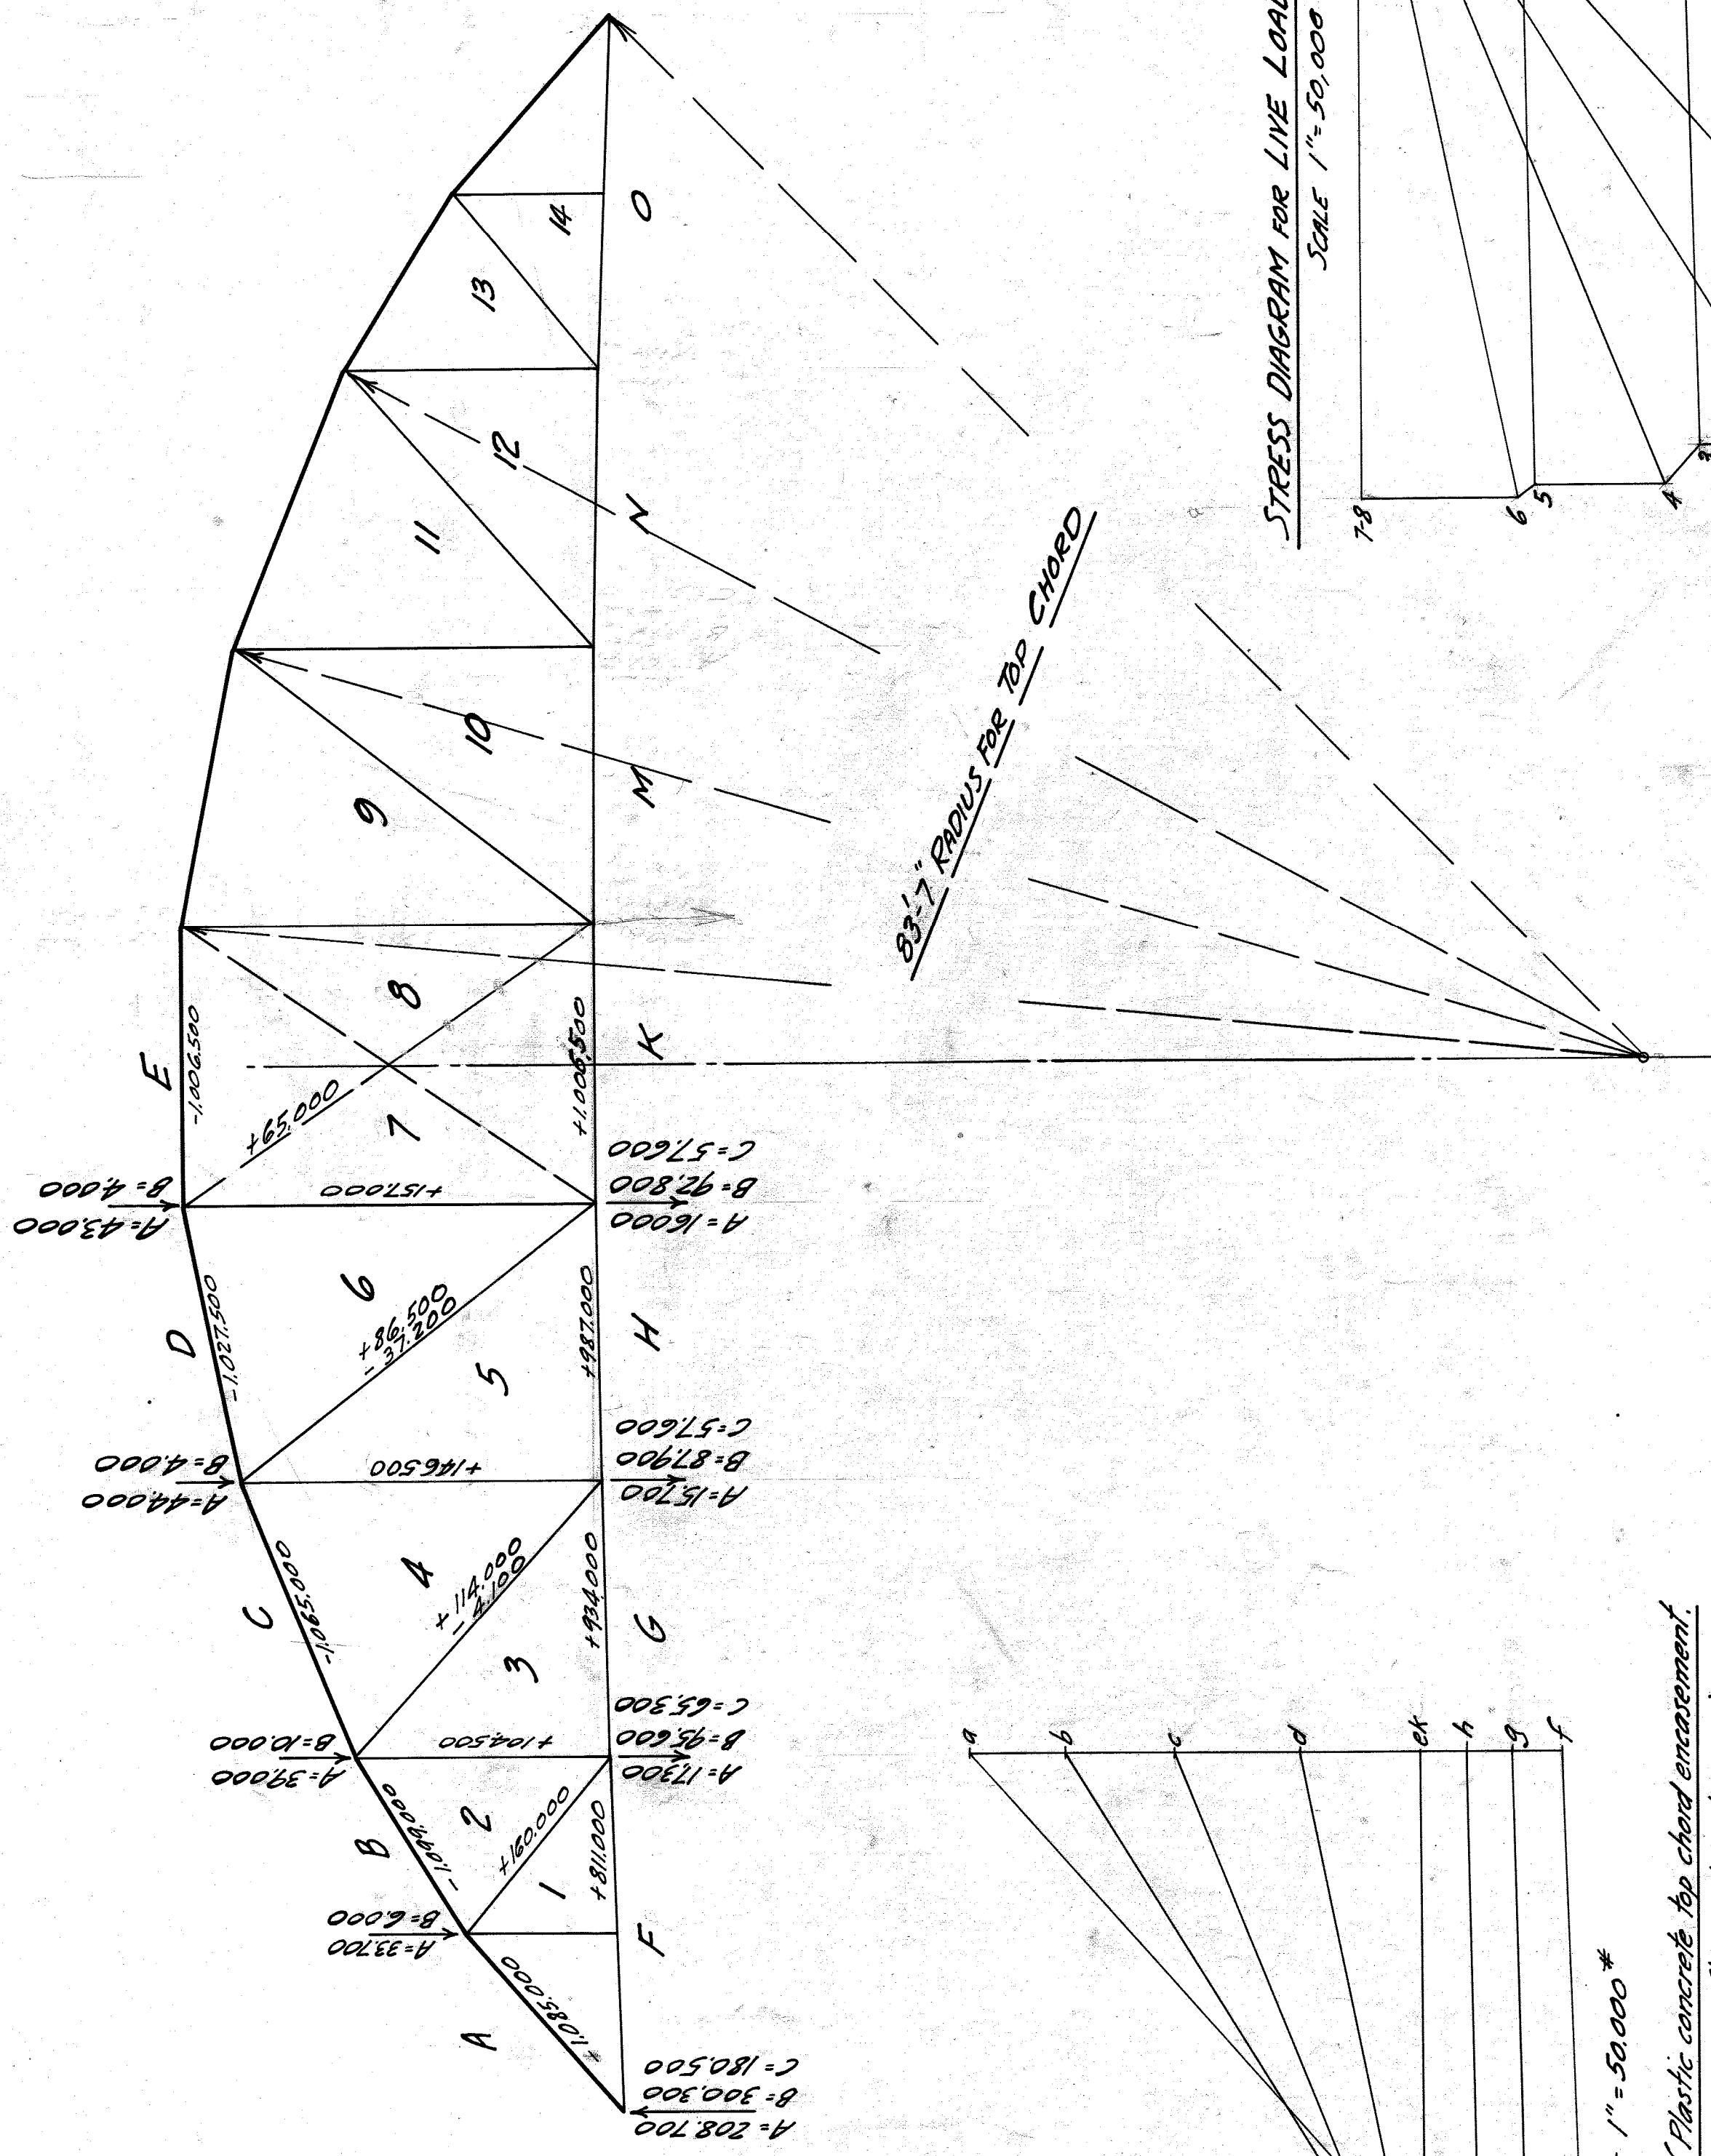 A
B
C
D
E
F
G
H
K
M
N
O
1
2
3
4
5
6
7
8
9
10
11
12
13
14
A=208.700
B=300.300
C=180.500
1.085.000
A=33.700
B=6.000
+811.000
+160.000
-1.099.000
A=39.000
B=10.000
+104.500
A=17.300
B=95.600
C=65.300
-1.065.000
+114.000
- 4.100
+934.000
A=44.000
B=4.000
+146.500
A=15.700
B=87.900
C=57.600
-1.027.500
+86.500
- 37.200
+987.000
A=43.000
B=4.000
+157.000
A=16000
B=92.800
C=57.600
-1.006.500
+65.000
+1.006.500
83'-7" RADIUS FOR TOP CHORD
STRESS DIAGRAM FOR LIVE LOAD
SCALE 1"=50,000
7-8
6
5
4
3
a
b
c
d
ek
h
g
f
1"=50.000#
(Plastic concrete top chord encasement.